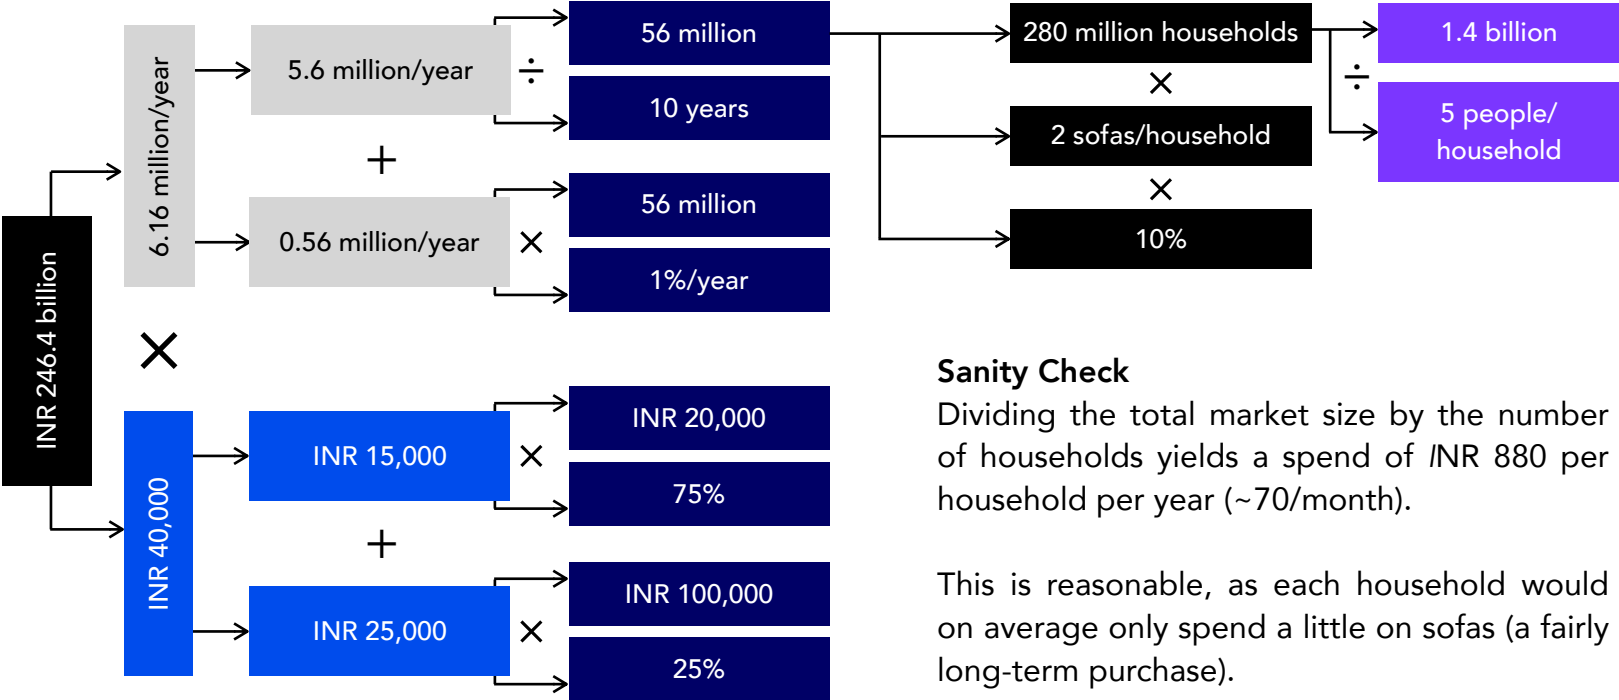 INR 246.4 billion
6.16 million/year
×
INR 40,000
5.6 million/year
+
0.56 million/year
÷
56 million
10 years
×
56 million
1%/year
INR 15,000
+
INR 25,000
×
INR 20,000
75%
×
INR 100,000
25%
280 million households
×
2 sofas/household
×
10%
÷
1.4 billion
5 people/
household
Sanity Check
Dividing the total market size by the number
of households yields a spend of INR 880 per
household per year (~70/month).
This is reasonable, as each household would
on average only spend a little on sofas (a fairly
long-term purchase).